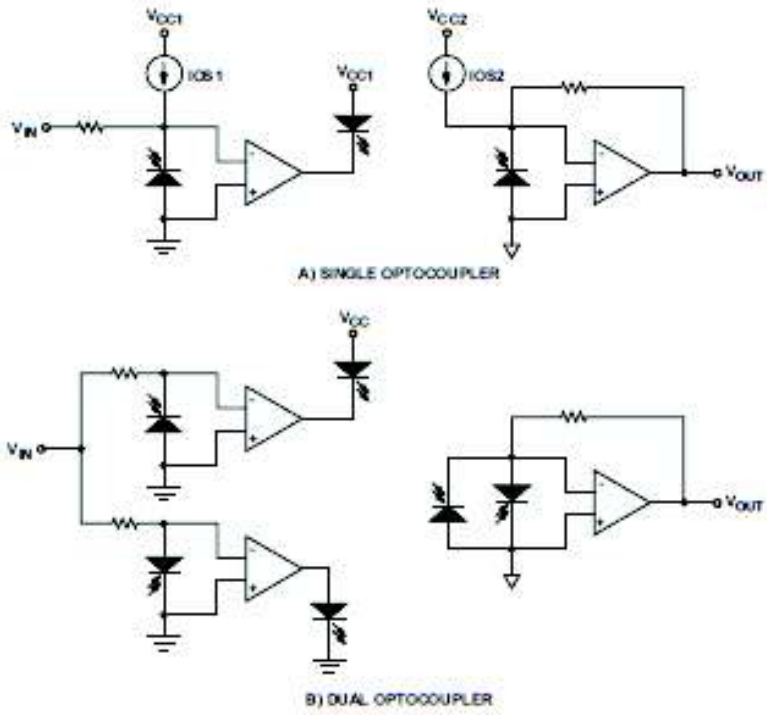 VCC1
IOS1
VCC1
VIN
-
+
VCC2
IOS2
-
+
VOUT
A) SINGLE OPTOCOUPLER
VCC
VIN
-
+
-
+
-
+
VOUT
B) DUAL OPTOCOUPLER